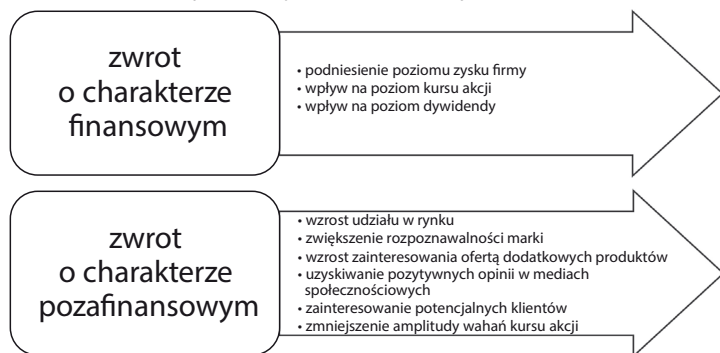 zwrot
o charakterze
finansowym
• podniesienie poziomu zysku firmy
• wpływ na poziom kursu akcji
• wpływ na poziom dywidendy
zwrot
o charakterze
pozafinansowym
• wzrost udziału w rynku
• zwiększenie rozpoznawalności marki
• wzrost zainteresowania ofertą dodatkowych produktów
• uzyskiwanie pozytywnych opinii w mediach
społecznościowych
• zainteresowanie potencjalnych klientów
• zmniejszenie amplitudy wahań kursu akcji